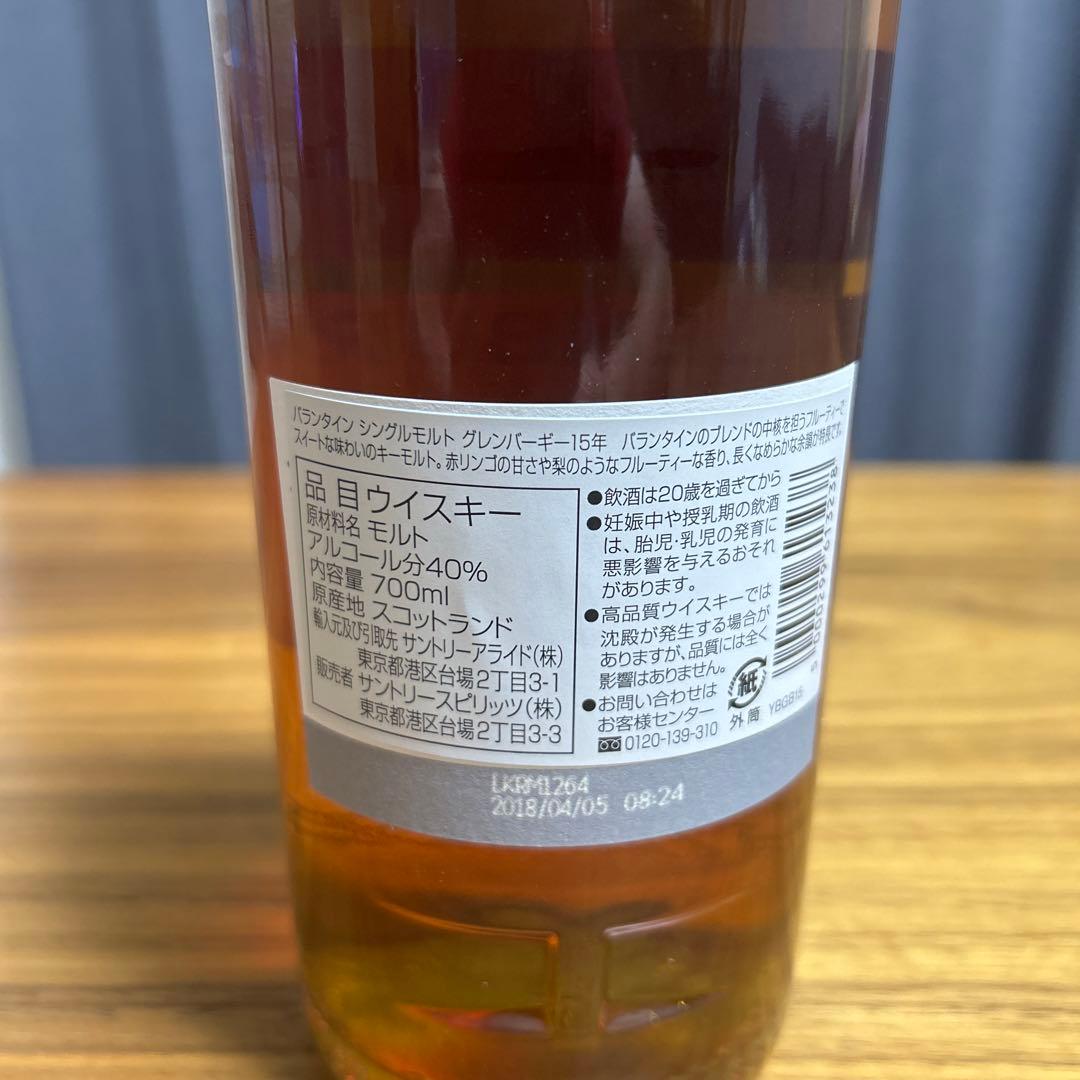 バランタイン シングルモルト グレンバーギー15年 バランタインのブレンドの中核を担うフルーティーで
スイートな味わいのキーモルト。赤リンゴの甘さや梨のようなフルーティーな香り、長くなめらかな余韻が特長です。
品 目 ウイスキー
原材料名 モルト
アルコール分40%
内容量 700ml
原産地 スコットランド
輸入元及び引取先 サントリーアライド(株)
東京都港区台場2丁目3-1
販売者 サントリースピリッツ(株)
東京都港区台場2丁目3-3
●飲酒は20歳を過ぎてから
●妊娠中や授乳期の飲酒
は、胎児・乳児の発育に
悪影響を与えるおそれ
があります。
●高品質ウイスキーでは
沈殿が発生する場合が
ありますが、品質には全く
影響はありません。
●お問い合わせは
お客様センター
0120-139-310
紙
外 筒
YBGB15
5 000299 613238
LKRM1264
2018/04/05 08:24